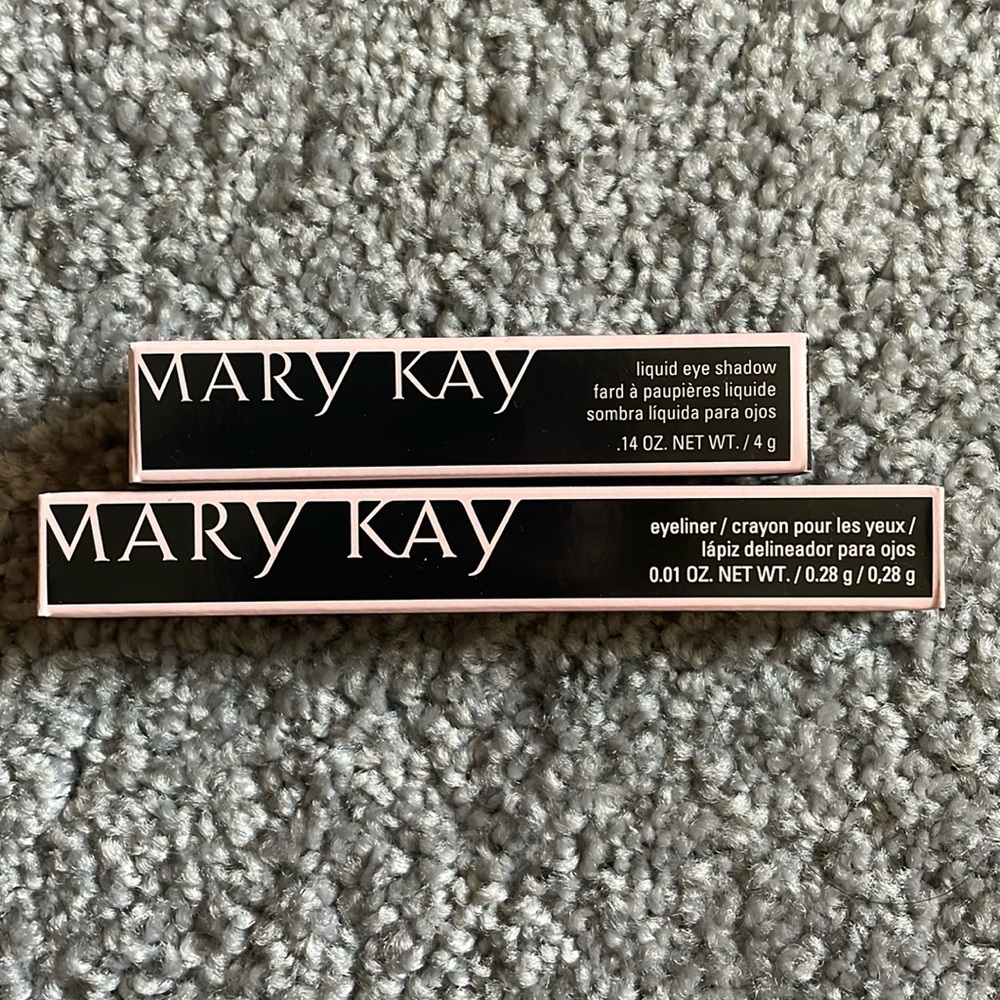 MARY KAY
liquid eye shadow
fard à paupières liquide
sombra líquida para ojos
.14 OZ. NET WT. / 4 g
MARY KAY
eyeliner / crayon pour les yeux /
lápiz delineador para ojos
0.01 OZ. NET WT. / 0.28 g / 0,28 g